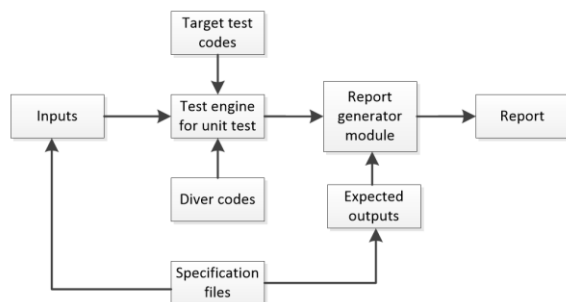 Target test
codes
Inputs
Test engine
for unit test
Report
generator
module
Report
Diver codes
Expected
outputs
Specification
files